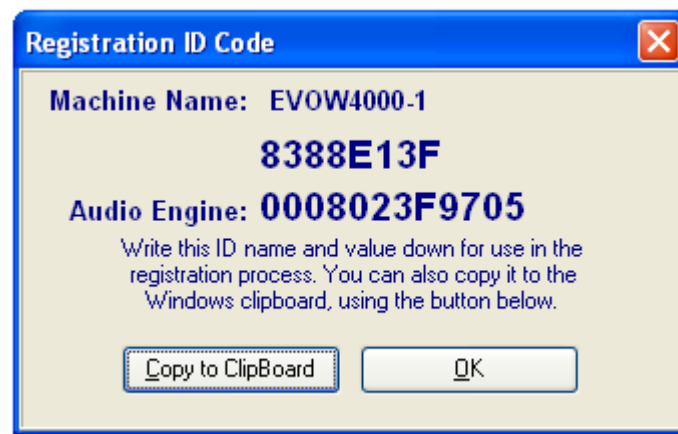 Registration ID Code
Machine Name: EVOW4000-1
8388E13F
Audio Engine: 0008023F9705
Write this ID name and value down for use in the
registration process. You can also copy it to the
Windows clipboard, using the button below.
Copy to ClipBoard OK